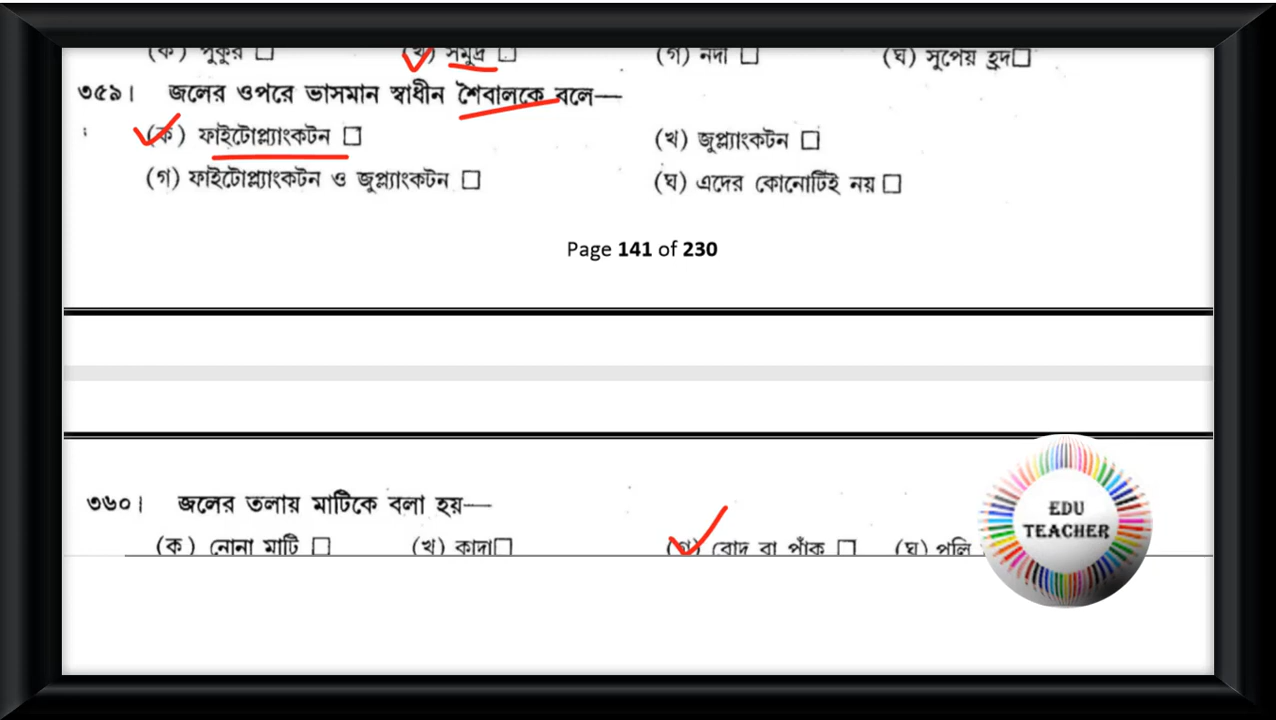 (ক) পুকুর □ (খ) সমুদ্র □ (গ) নদী □ (ঘ) সুপেয় হ্রদ□
৩৫৯। জলের ওপরে ভাসমান স্বাধীন শৈবালকে বলে—
(ক) ফাইটোপ্ল্যাংকটন □ (খ) জুপ্ল্যাংকটন □
(গ) ফাইটোপ্ল্যাংকটন ও জুপ্ল্যাংকটন □ (ঘ) এদের কোনোটিই নয় □
Page 141 of 230
৩৬০। জলের তলায় মাটিকে বলা হয়—
(ক) নোনা মাটি □ (খ) কাদা□ (গ) বোদ বা পাঁক □ (ঘ) পলি
EDU
TEACHER